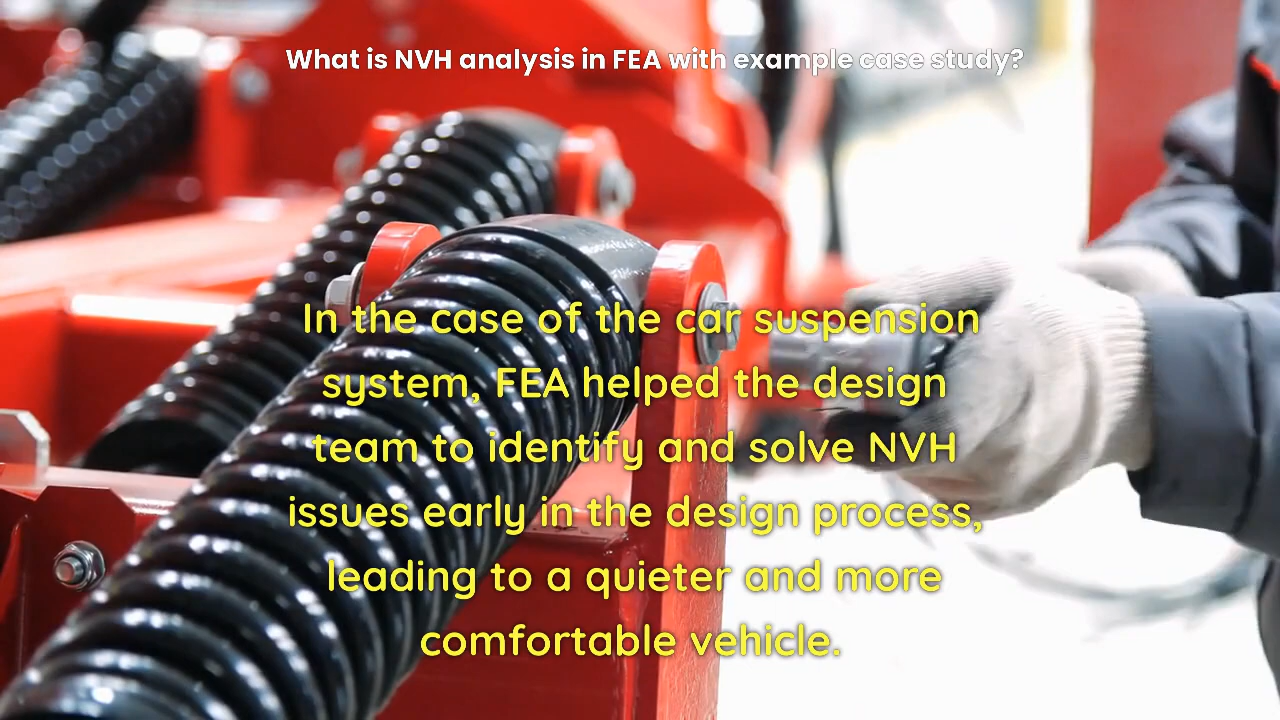 What is NVH analysis in FEA with example case study?
In the case of the car suspension
system, FEA helped the design
team to identify and solve NVH
issues early in the design process,
leading to a quieter and more
comfortable vehicle.